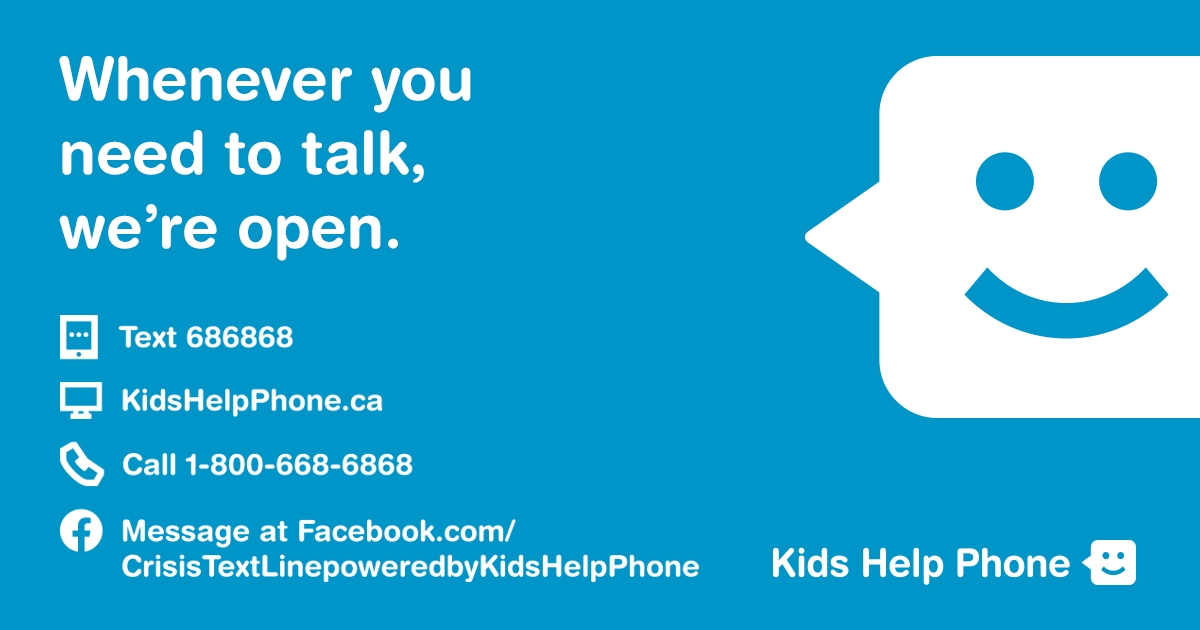 Whenever you
need to talk,
we’re open.
Text 686868
KidsHelpPhone.ca
Call 1-800-668-6868
Message at Facebook.com/
CrisisTextLinepoweredbyKidsHelpPhone
Kids Help Phone